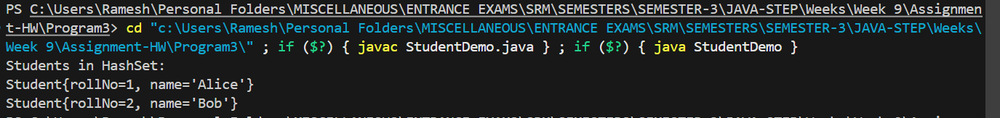 PS C:\Users\Ramesh\Personal Folders\MISCELLANEOUS\ENTRANCE EXAMS\SRM\SEMESTERS\SEMESTER-3\JAVA-STEP\Weeks\Week 9\Assignmen
t-HW\Program3> cd "c:\Users\Ramesh\Personal Folders\MISCELLANEOUS\ENTRANCE EXAMS\SRM\SEMESTERS\SEMESTER-3\JAVA-STEP\Weeks\
Week 9\Assignment-HW\Program3\" ; if ($?) { javac StudentDemo.java } ; if ($?) { java StudentDemo }
Students in HashSet:
Student{rollNo=1, name='Alice'}
Student{rollNo=2, name='Bob'}